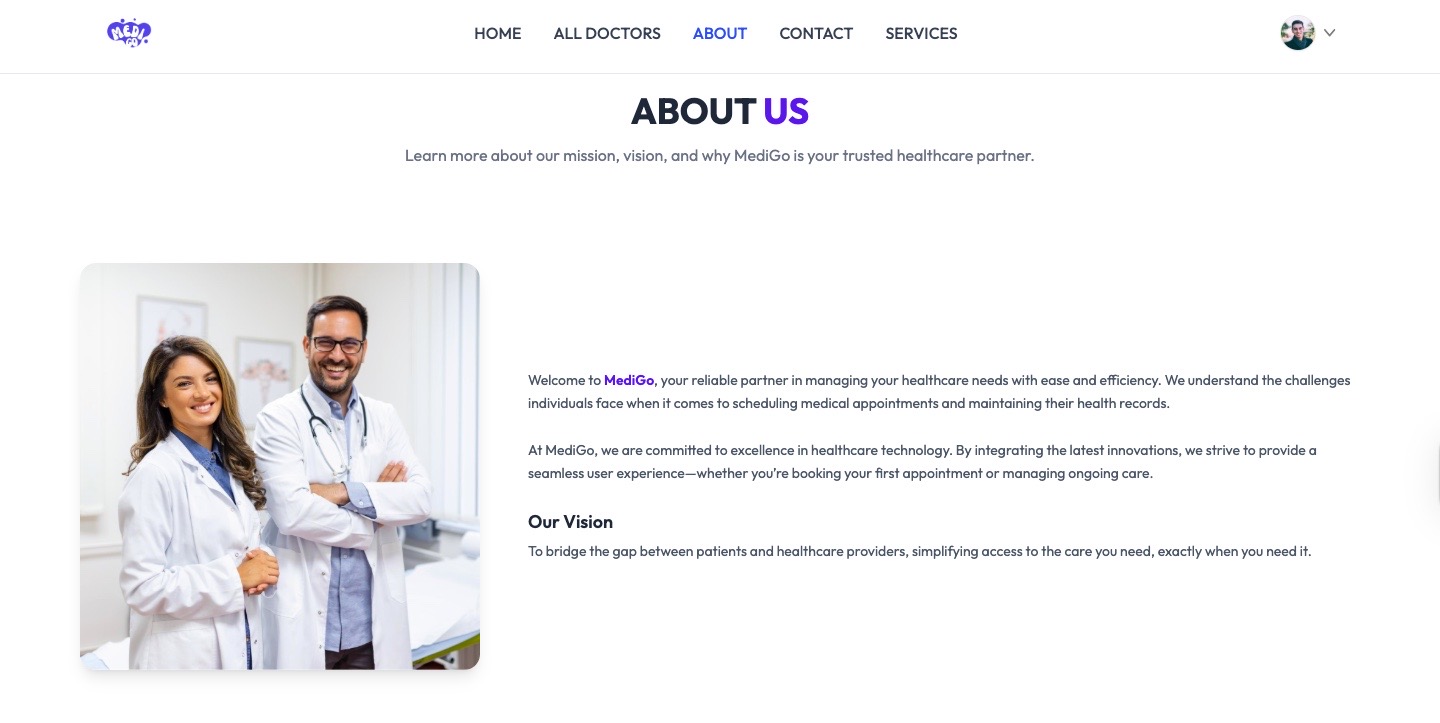 MEDI
GO
HOME ALL DOCTORS ABOUT CONTACT SERVICES
ABOUT US
Learn more about our mission, vision, and why MediGo is your trusted healthcare partner.
Welcome to MediGo, your reliable partner in managing your healthcare needs with ease and efficiency. We understand the challenges
individuals face when it comes to scheduling medical appointments and maintaining their health records.
At MediGo, we are committed to excellence in healthcare technology. By integrating the latest innovations, we strive to provide a
seamless user experience—whether you’re booking your first appointment or managing ongoing care.
Our Vision
To bridge the gap between patients and healthcare providers, simplifying access to the care you need, exactly when you need it.